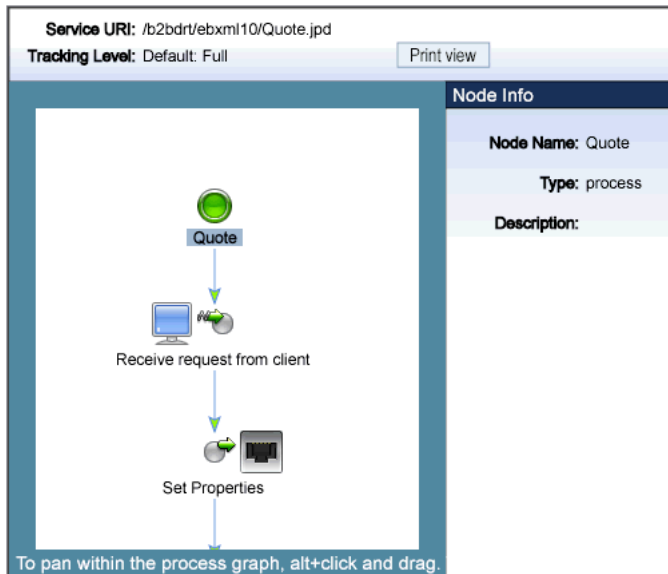 Service URI: /b2bdrt/ebxml10/Quote.jpd
Tracking Level: Default: Full
Print view
Node Info
Node Name: Quote
Type: process
Description:
Quote
Receive request from client
Set Properties
To pan within the process graph, alt+click and drag.